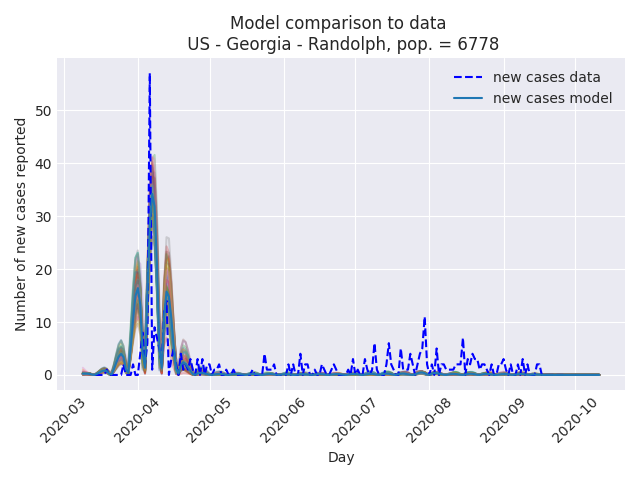 Model comparison to data
US - Georgia - Randolph, pop. = 6778
new cases data
new cases model
Number of new cases reported
50
40
30
20
10
0
2020-03
2020-04
2020-05
2020-06
2020-07
2020-08
2020-09
2020-10
Day